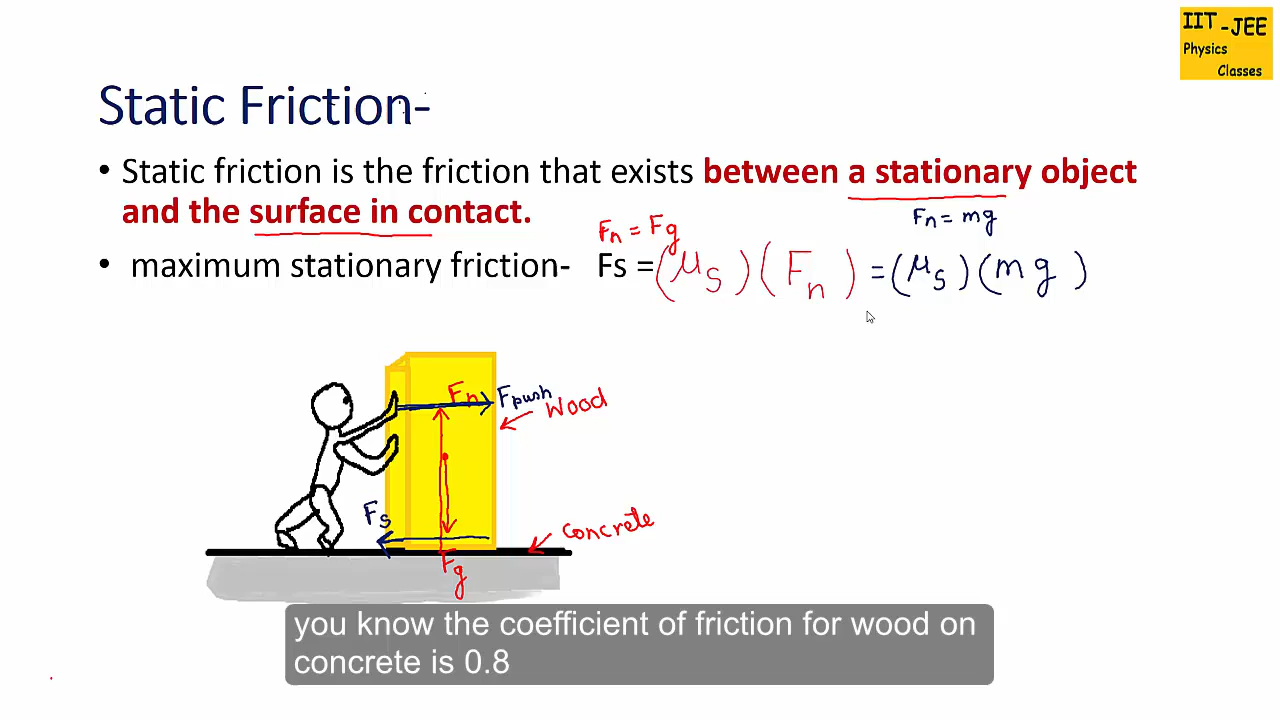 IIT -JEE
Physics
Classes
Static Friction-
• Static friction is the friction that exists between a stationary object
and the surface in contact.
Fn = mg
Fn = Fg
• maximum stationary friction- Fs = (μs) (Fn) = (μs) (mg)
Fn
Fpush
Wood
Fs
Concrete
Fg
you know the coefficient of friction for wood on
concrete is 0.8